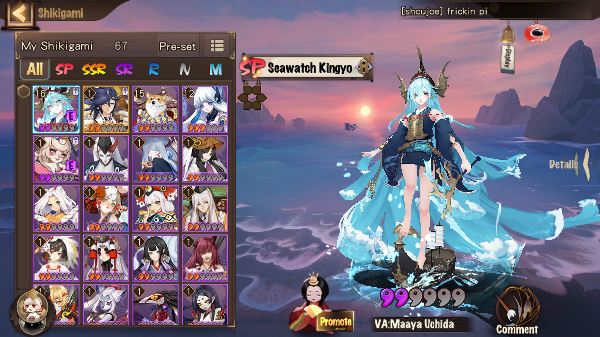 Shikigami
[shoujoe] frickin pi
My Shikigami 67 Pre-set
All SP SSR SR R N M
SP Seawatch Kingyo
Display
Detail
Promote
VA:Maaya Uchida
Comment